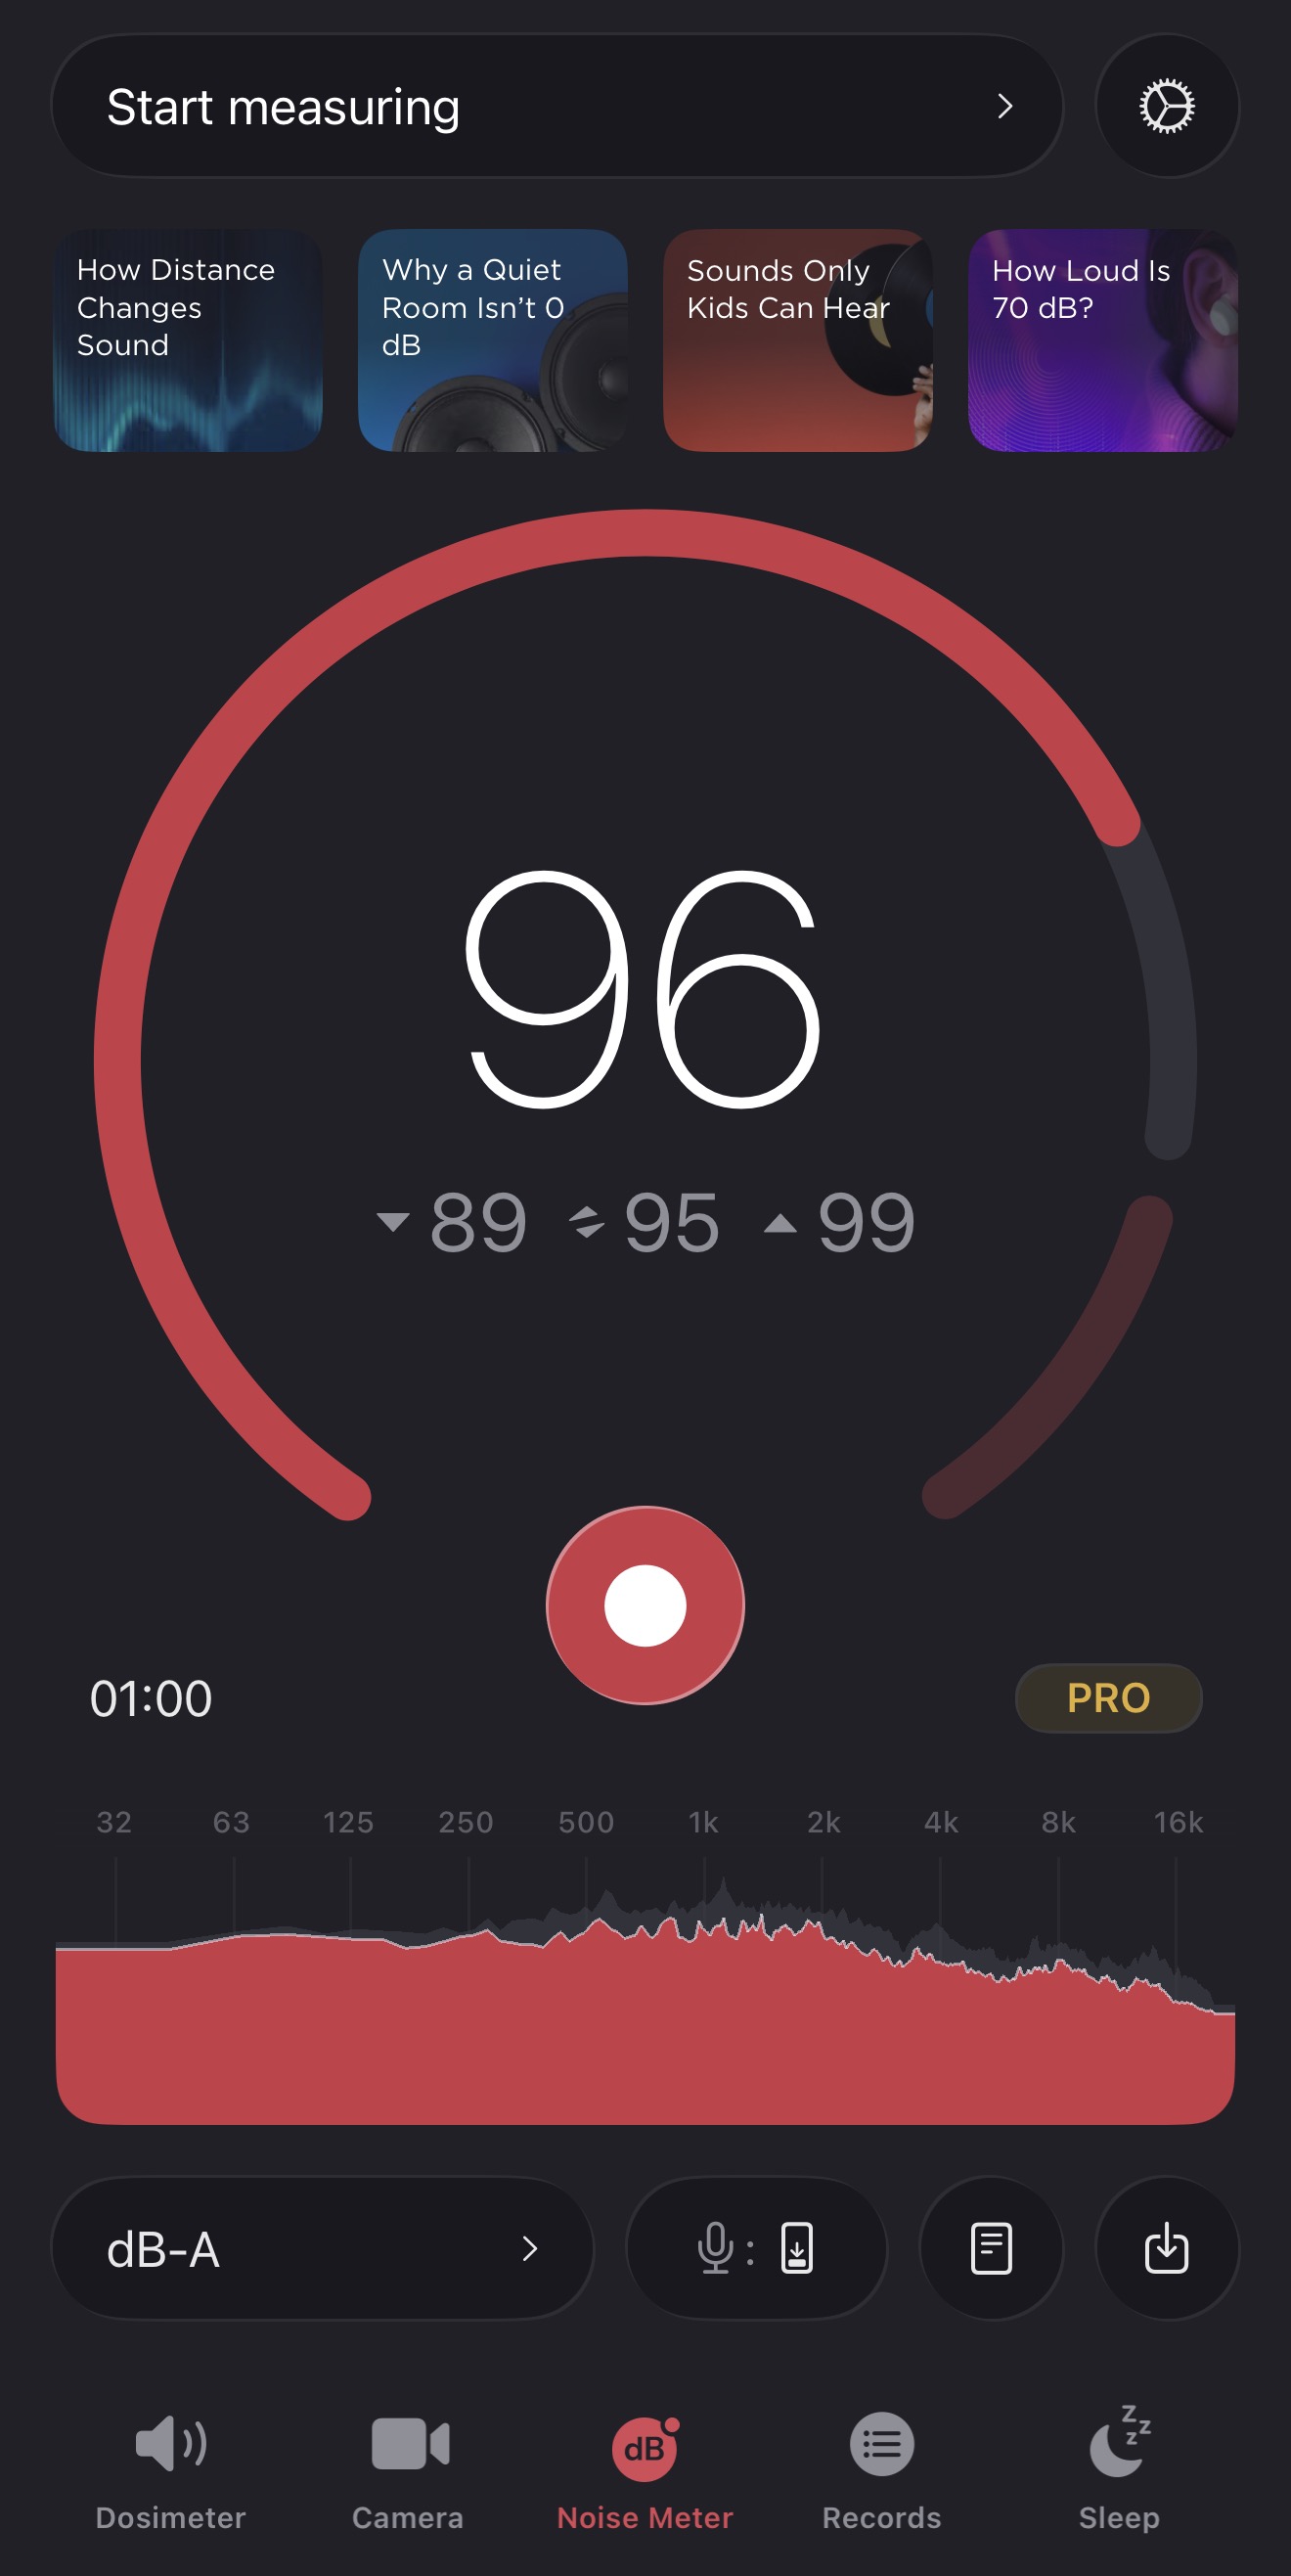 Start measuring
How Distance
Changes
Sound
Why a Quiet
Room Isn’t 0
dB
Sounds Only
Kids Can Hear
How Loud Is
70 dB?
96
89 95 99
01:00
PRO
32 63 125 250 500 1k 2k 4k 8k 16k
dB-A
:
z z z
dB
Dosimeter Camera Noise Meter Records Sleep